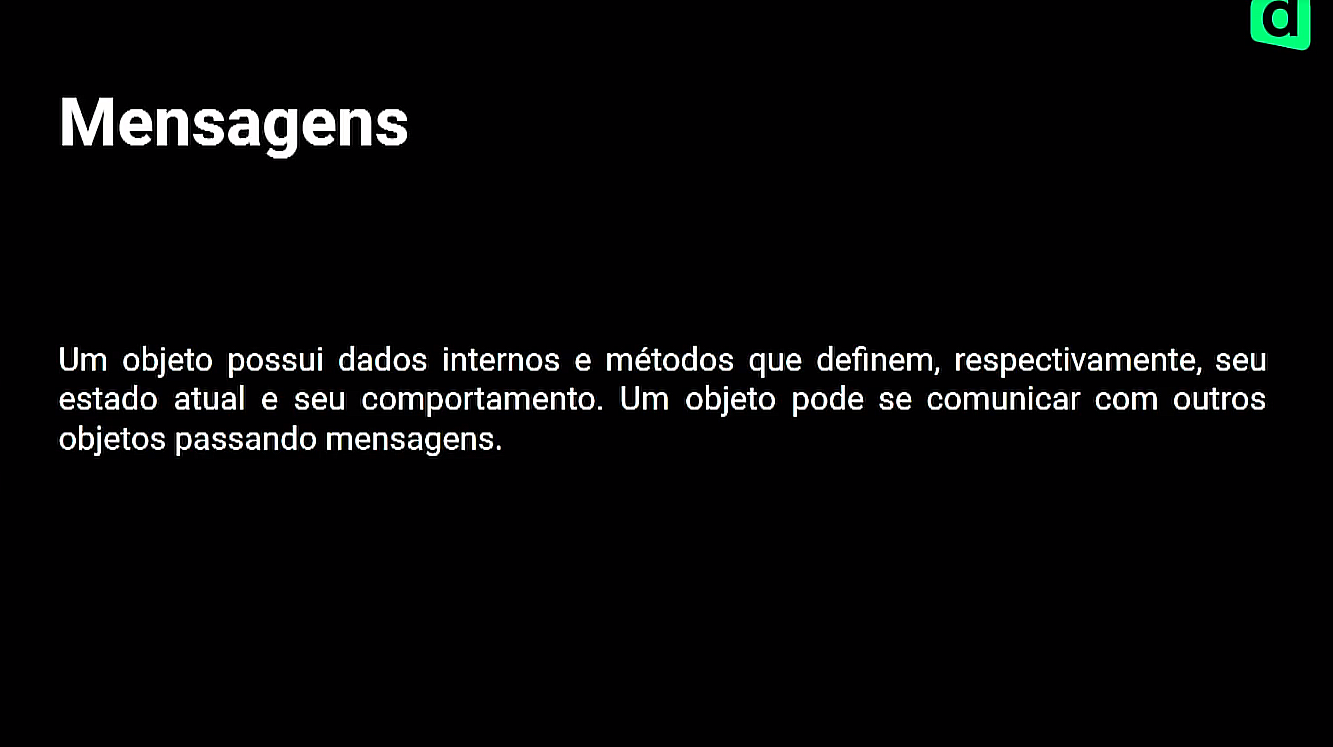 d
Mensagens
Um objeto possui dados internos e métodos que definem, respectivamente, seu
estado atual e seu comportamento. Um objeto pode se comunicar com outros
objetos passando mensagens.